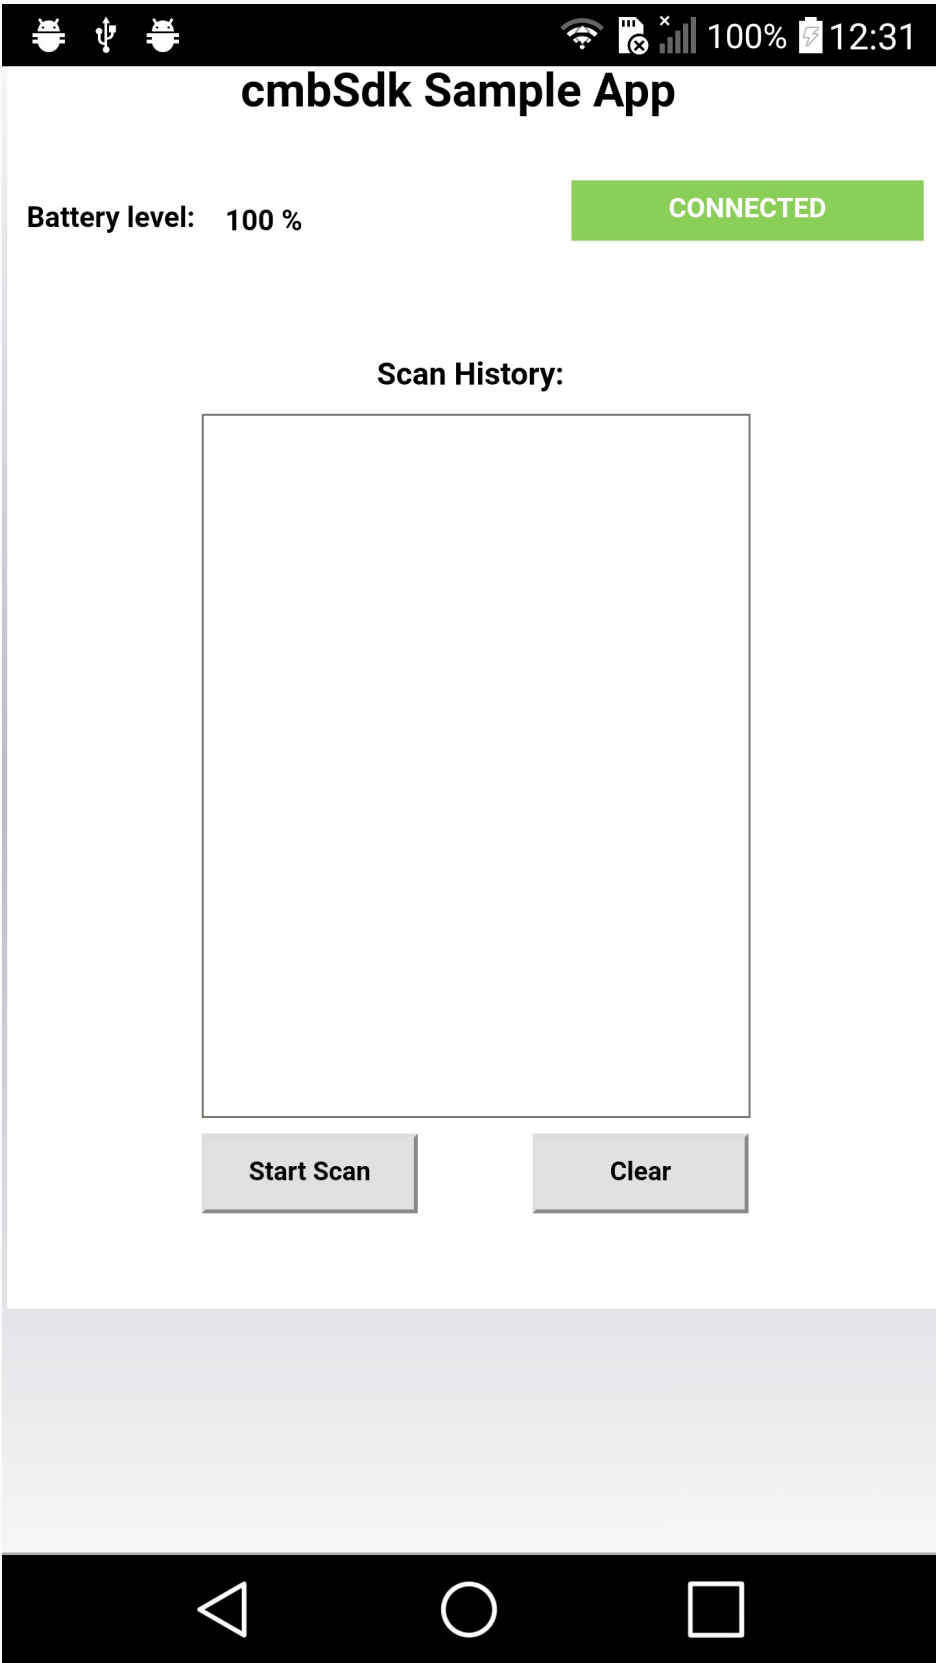 100% 12:31
cmbSdk Sample App
Battery level: 100 % CONNECTED
Scan History:
Start Scan Clear